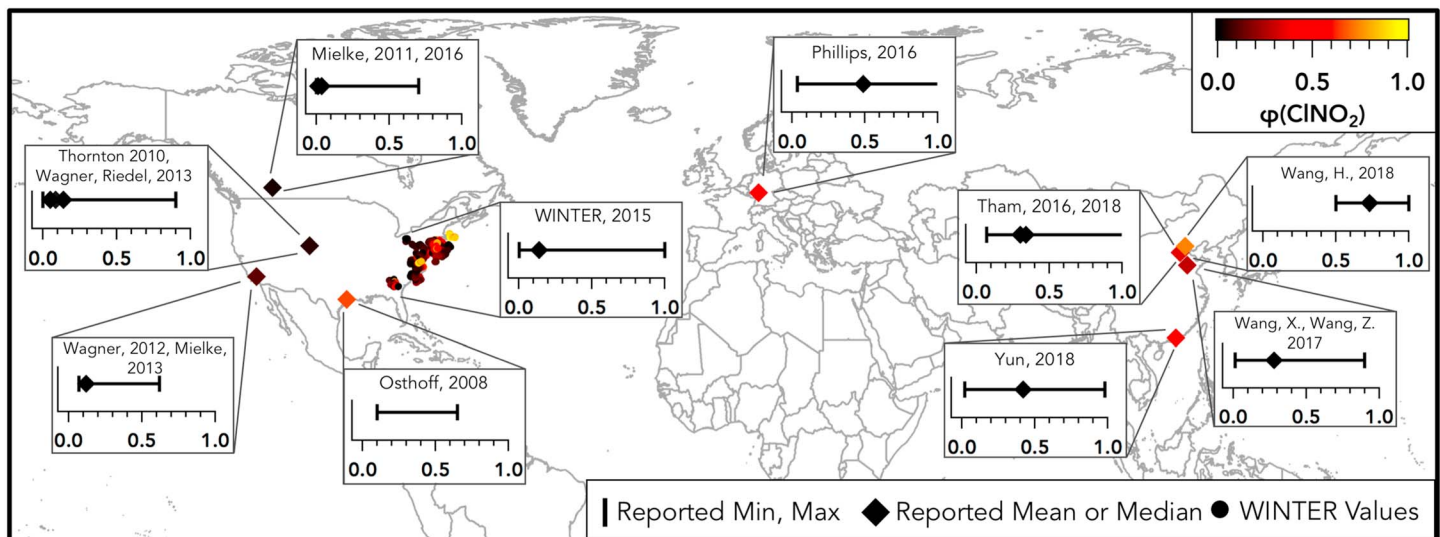 Mielke, 2011, 2016
0.0 0.5 1.0
Phillips, 2016
0.0 0.5 1.0
0.0 0.5 1.0
φ(ClNO2)
Thornton 2010,
Wagner, Riedel, 2013
0.0 0.5 1.0
WINTER, 2015
0.0 0.5 1.0
Tham, 2016, 2018
0.0 0.5 1.0
Wang, H., 2018
0.0 0.5 1.0
Wagner, 2012, Mielke,
2013
0.0 0.5 1.0
Osthoff, 2008
0.0 0.5 1.0
Yun, 2018
0.0 0.5 1.0
Wang, X., Wang, Z.
2017
0.0 0.5 1.0
Reported Min, Max Reported Mean or Median WINTER Values